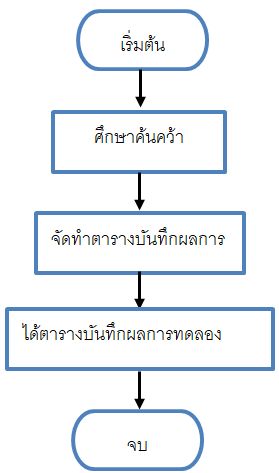 เริ่มต้น
ศึกษาค้นคว้า
จัดทำตารางบันทึกผลการ
ได้ตารางบันทึกผลการทดลอง
จบ